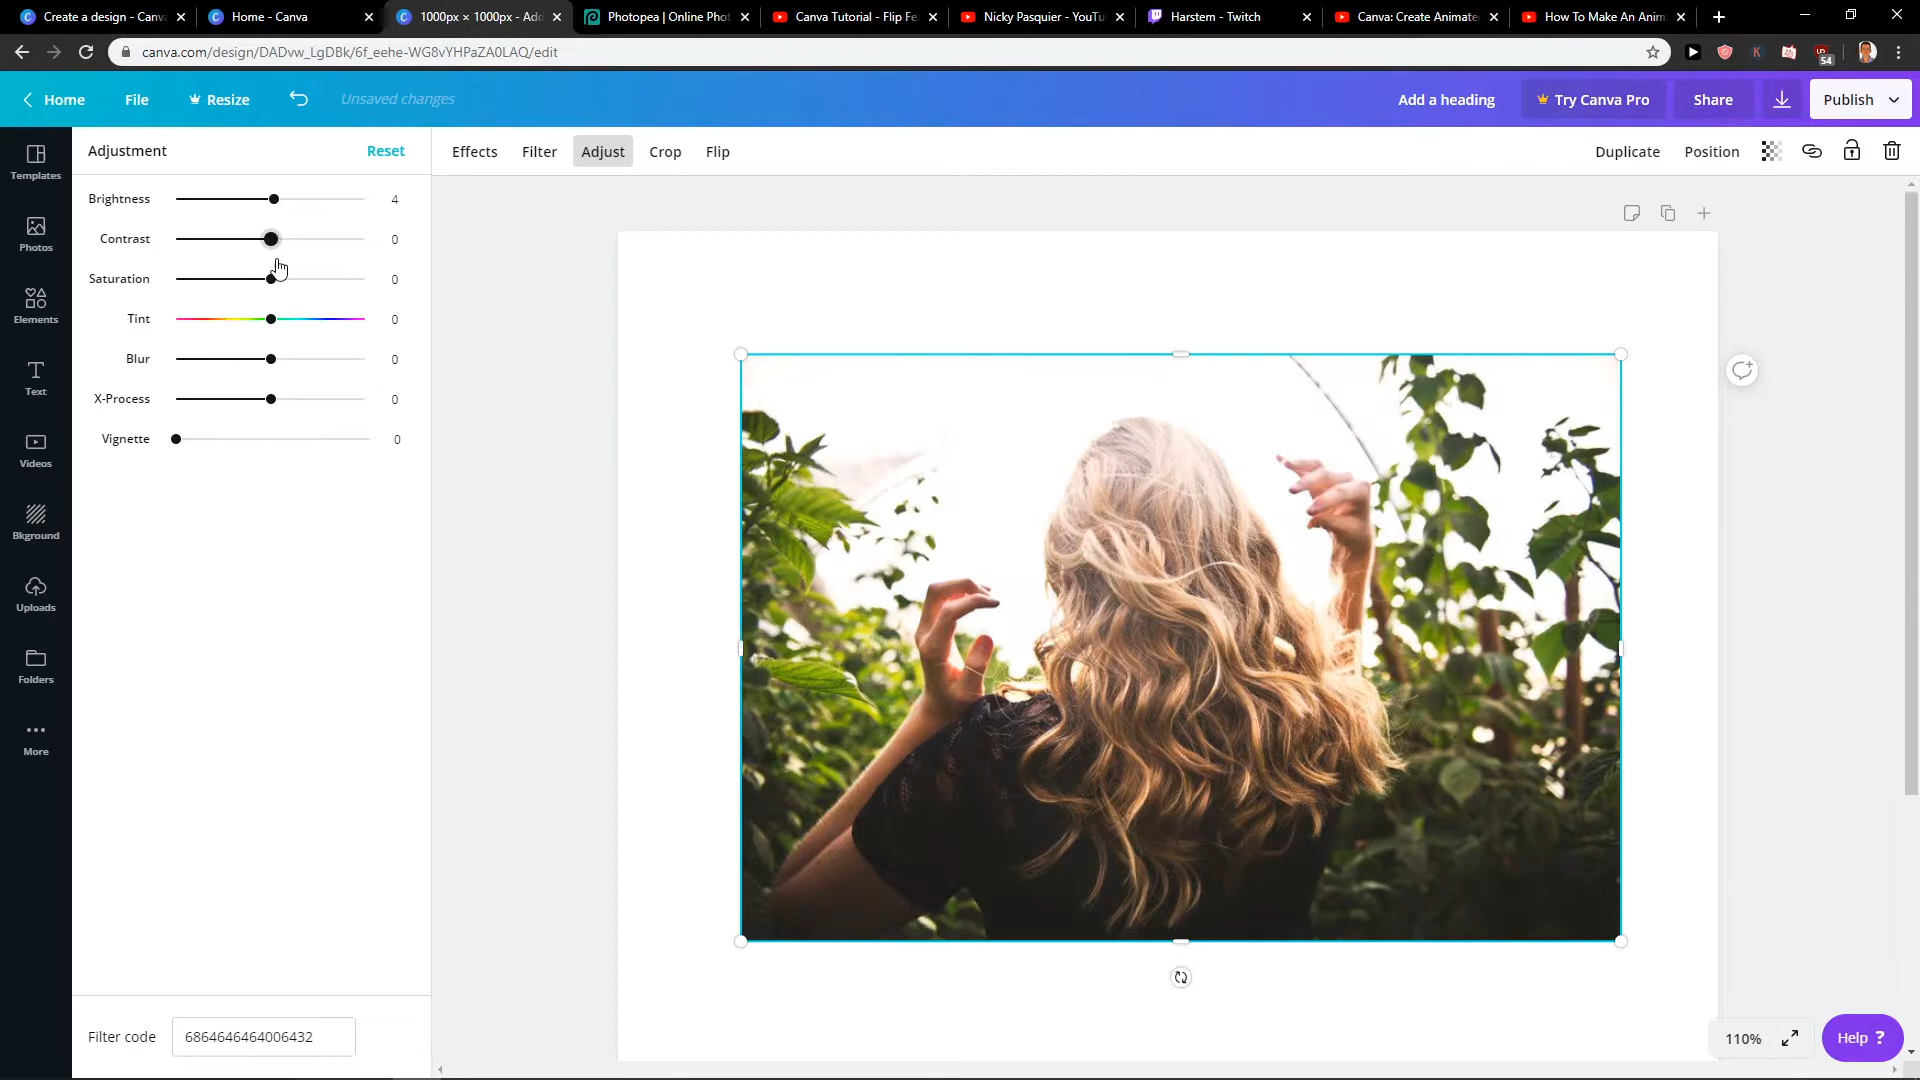 Create a design - Canva
Home - Canva
1000px × 1000px - Add
Photopea | Online Phot
Canva Tutorial - Flip Fe
Nicky Pasquier - YouTu
Harstem - Twitch
Canva: Create Animate
How To Make An Anim
canva.com/design/DADvw_LgDBk/6f_eehe-WG8vYHPaZA0LAQ/edit
54
Home
File
Resize
Unsaved changes
Add a heading
Try Canva Pro
Share
Publish
Templates
Photos
Elements
Text
Videos
Bkground
Uploads
Folders
More
Adjustment
Reset
Brightness 4
Contrast 0
Saturation 0
Tint 0
Blur 0
X-Process 0
Vignette 0
Filter code 6864646464006432
Effects
Filter
Adjust
Crop
Flip
Duplicate
Position
110%
Help ?